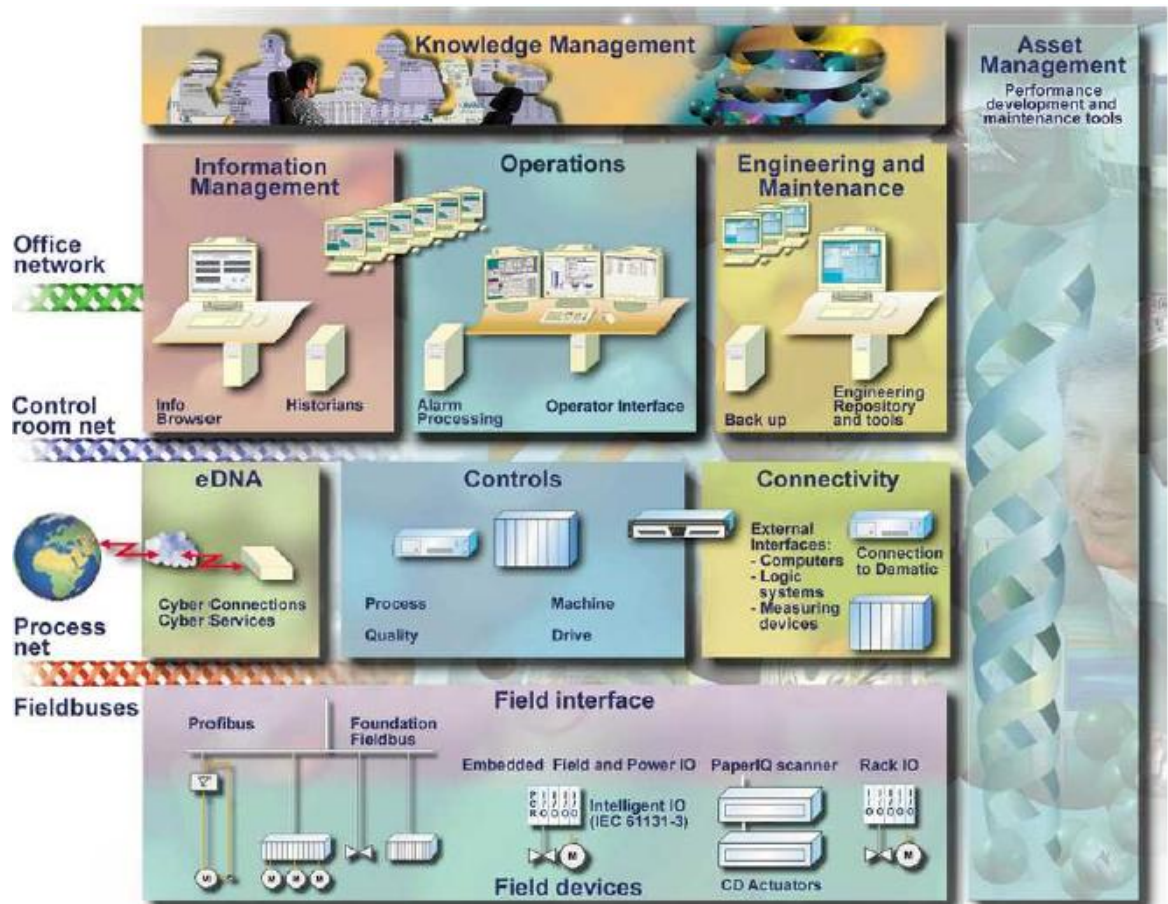 Knowledge Management
Asset
Management
Performance
development and
maintenance tools
Information
Management
Operations
Engineering and
Maintenance
Office
network
Info
Browser
Historians
Alarm
Processing
Operator Interface
Back up
Engineering
Repository
and tools
Control
room net
eDNA
Controls
Connectivity
Cyber Connections
Cyber Services
Process
Machine
Quality
Drive
External
Interfaces:
- Computers
- Logic
systems
- Measuring
devices
Connection
to Damatic
Process
net
Fieldbuses
Field interface
Profibus
Foundation
Fieldbus
Embedded Field and Power IO
PaperIQ scanner
Rack IO
Intelligent IO
(IEC 61131-3)
M M M
M
M
Field devices
CD Actuators